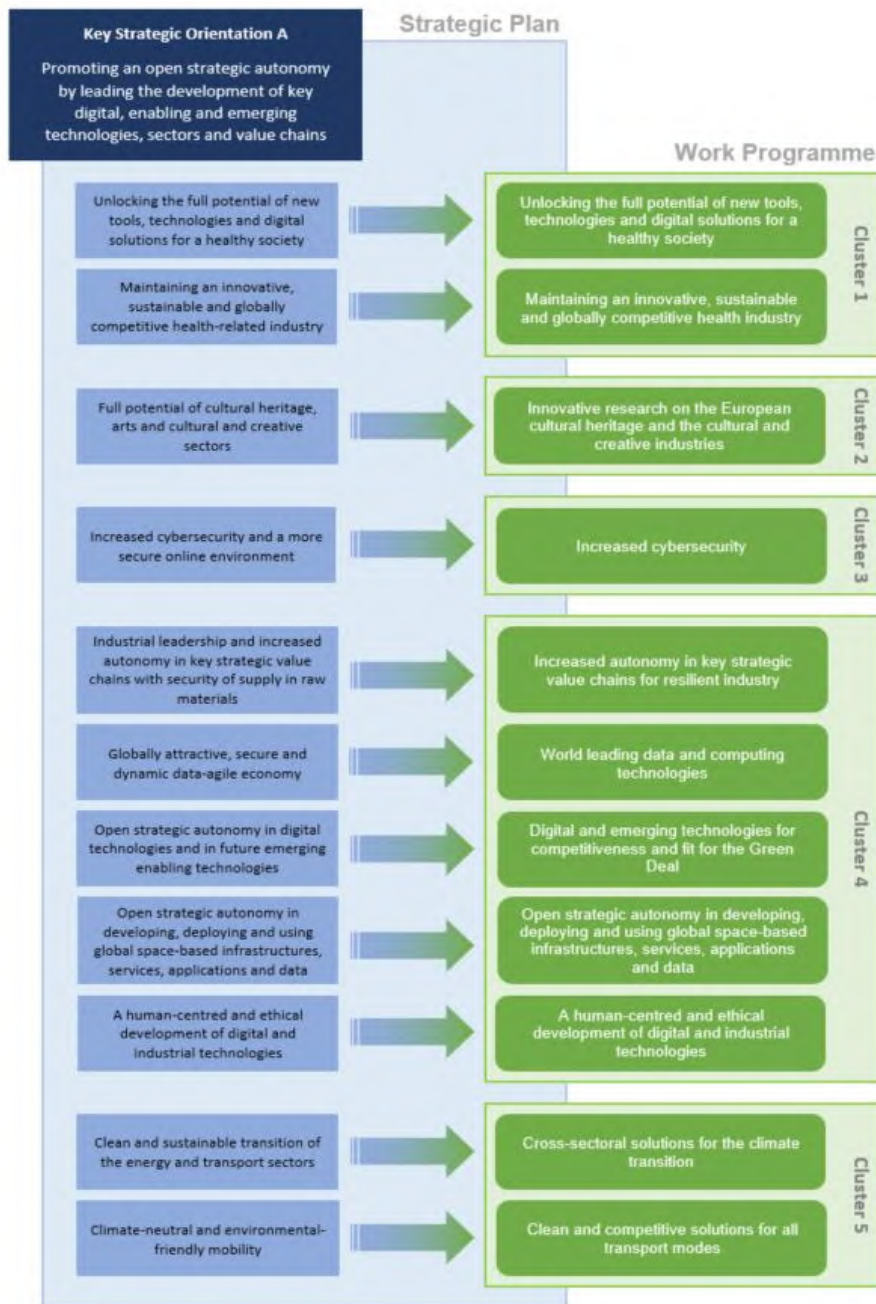 Strategic Plan
Key Strategic Orientation A
Promoting an open strategic autonomy
by leading the development of key
digital, enabling and emerging
technologies, sectors and value chains
Work Programme
Unlocking the full potential of new
tools, technologies and digital
solutions for a healthy society
Unlocking the full potential of new tools,
technologies and digital solutions for a
healthy society
Maintaining an innovative,
sustainable and globally
competitive health-related industry
Maintaining an innovative, sustainable
and globally competitive health industry
Cluster 1
Full potential of cultural heritage,
arts and cultural and creative
sectors
Innovative research on the European
cultural heritage and the cultural and
creative industries
Cluster 2
Increased cybersecurity and a more
secure online environment
Increased cybersecurity
Cluster 3
Industrial leadership and increased
autonomy in key strategic value
chains with security of supply in raw
materials
Increased autonomy in key strategic
value chains for resilient industry
Globally attractive, secure and
dynamic data-agile economy
World leading data and computing
technologies
Open strategic autonomy in digital
technologies and in future emerging
enabling technologies
Digital and emerging technologies for
competitiveness and fit for the Green
Deal
Open strategic autonomy in
developing, deploying and using
global space-based infrastructures,
services, applications and data
Open strategic autonomy in developing,
deploying and using global space-based
infrastructures, services, applications
and data
A human-centred and ethical
development of digital and
industrial technologies
A human-centred and ethical
development of digital and industrial
technologies
Cluster 4
Clean and sustainable transition of
the energy and transport sectors
Cross-sectoral solutions for the climate
transition
Climate-neutral and environmental-
friendly mobility
Clean and competitive solutions for all
transport modes
Cluster 5